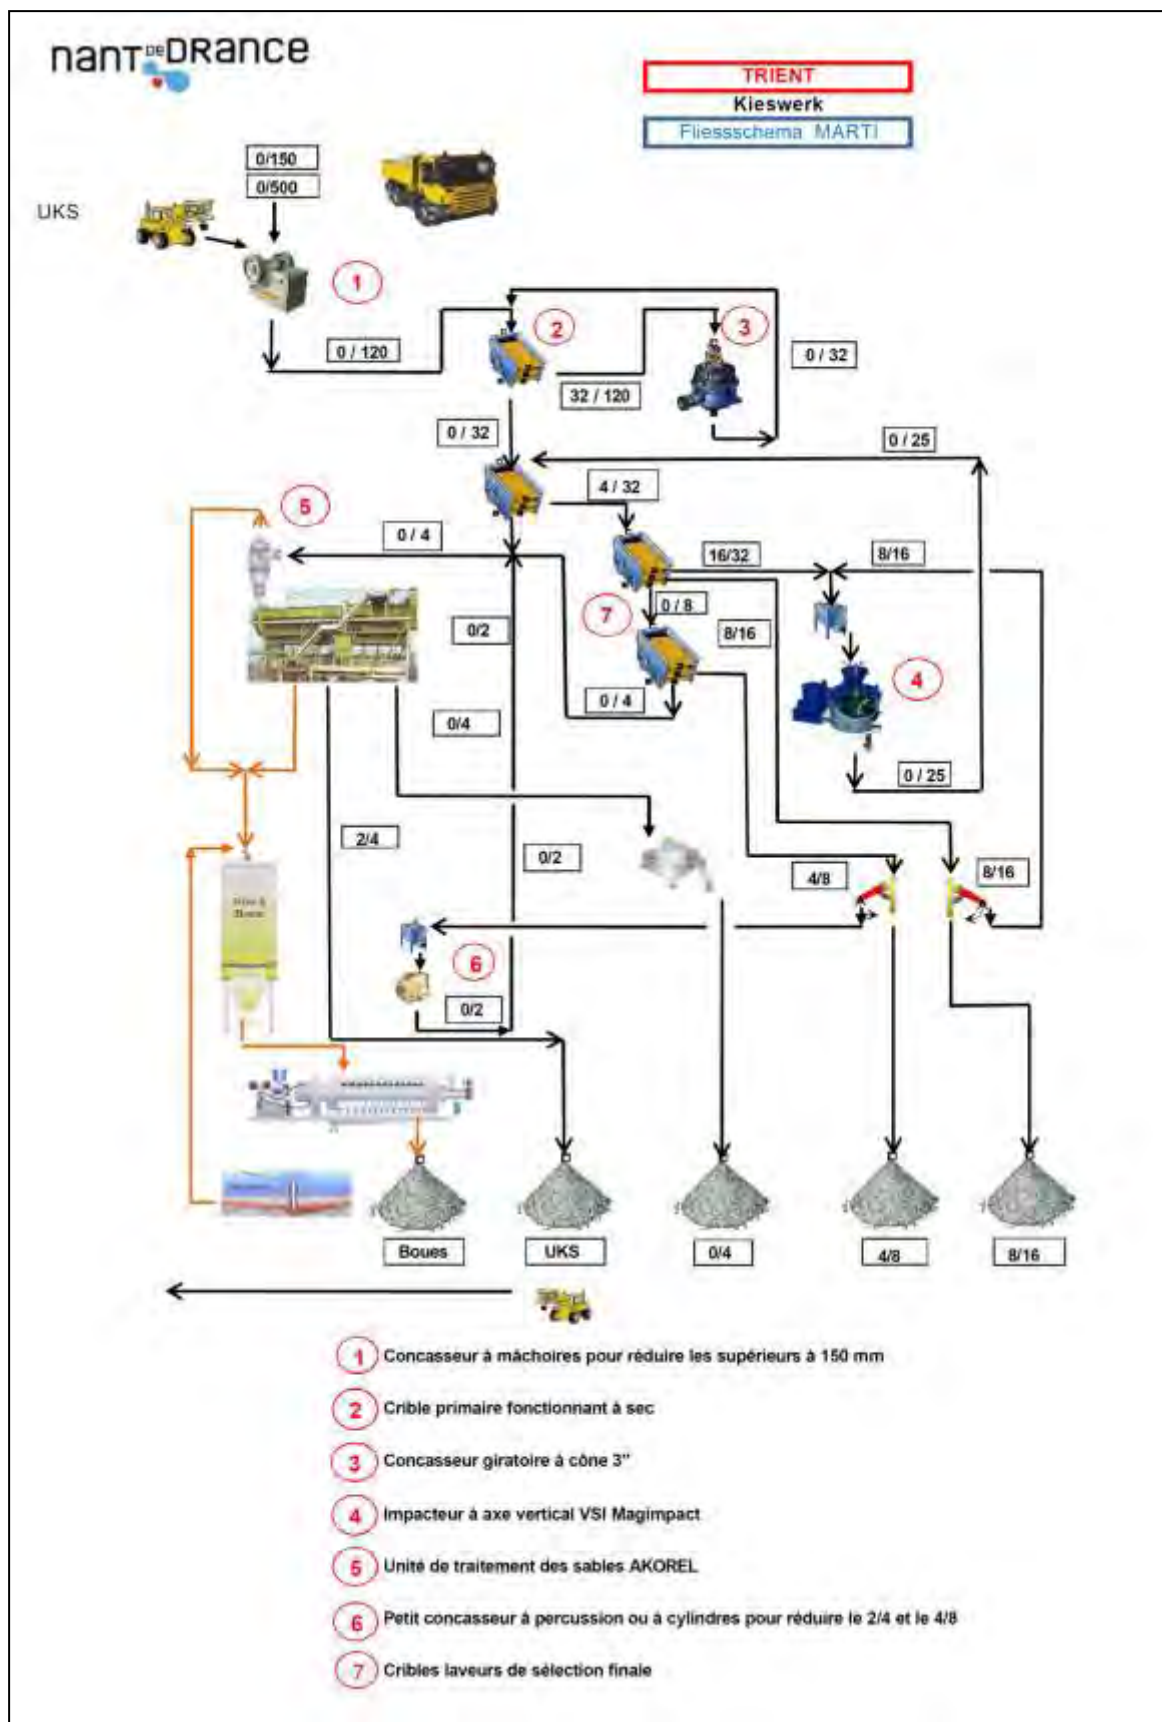 nant DE DRance
TRIENT
Kieswerk
Fliessschema MARTI
0/150
0/500
UKS
1
2
3
0 / 120
0 / 32
32 / 120
0 / 32
0 / 25
4 / 32
5
0 / 4
16/32
8/16
7
0 / 8
8/16
0/2
4
0 / 4
0/4
0 / 25
2/4
0/2
4/8
8/16
6
0/2
Boues
UKS
0/4
4/8
8/16
1 Concasseur à mâchoires pour réduire les supérieurs à 150 mm
2 Crible primaire fonctionnant à sec
3 Concasseur giratoire à cône 3"
4 Impacteur à axe vertical VSI Magimpact
5 Unité de traitement des sables AKOREL
6 Petit concasseur à percussion ou à cylindres pour réduire le 2/4 et le 4/8
7 Cribles laveurs de sélection finale